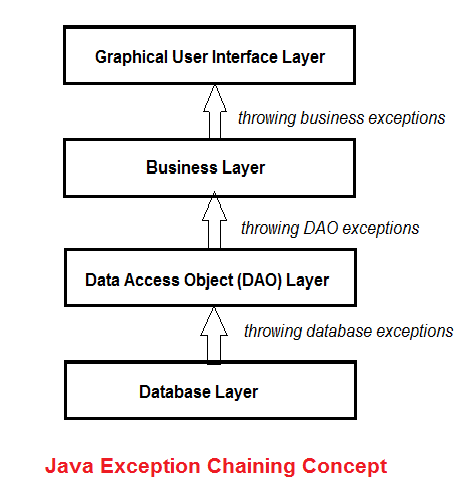 Graphical User Interface Layer
throwing business exceptions
Business Layer
throwing DAO exceptions
Data Access Object (DAO) Layer
throwing database exceptions
Database Layer
Java Exception Chaining Concept